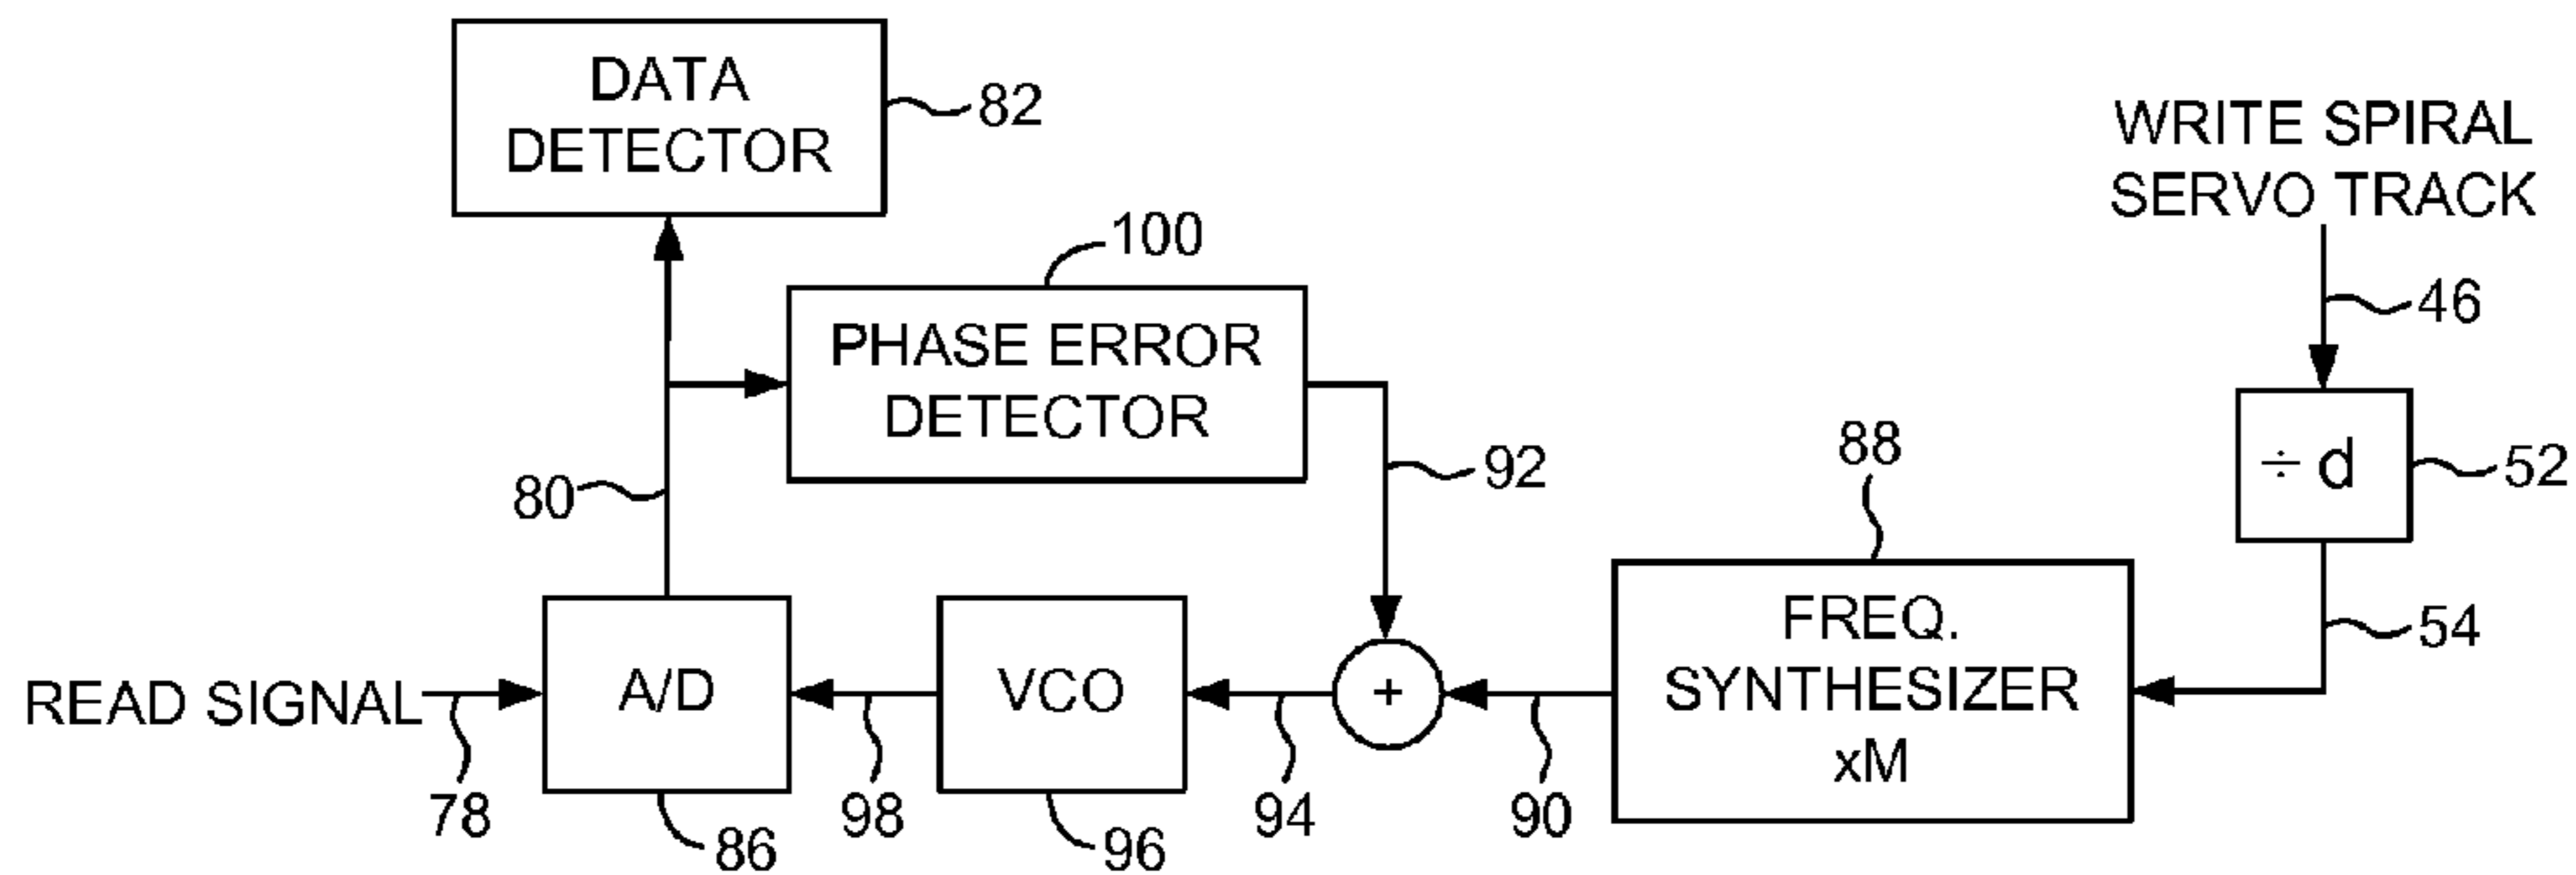 DATA
DETECTOR
82
WRITE SPIRAL
SERVO TRACK
100
46
PHASE ERROR
DETECTOR
88
÷ d
52
80
92
FREQ.
SYNTHESIZER
xM
54
READ SIGNAL
A/D
VCO
+
78
98
94
90
86
96